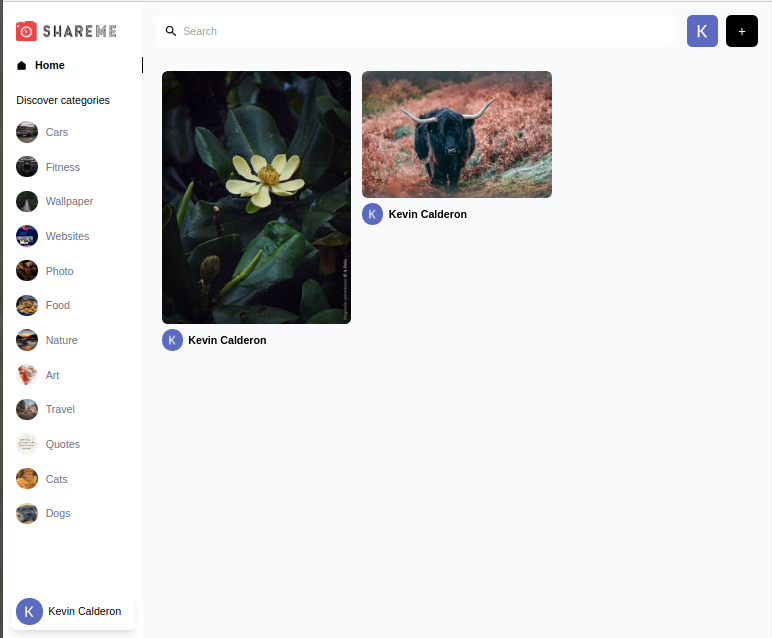 SHAREME
Search
K
+
Home
Discover categories
Cars
Fitness
Wallpaper
Websites
Photo
Food
Nature
Art
Travel
Quotes
Cats
Dogs
K Kevin Calderon
K Kevin Calderon
K Kevin Calderon